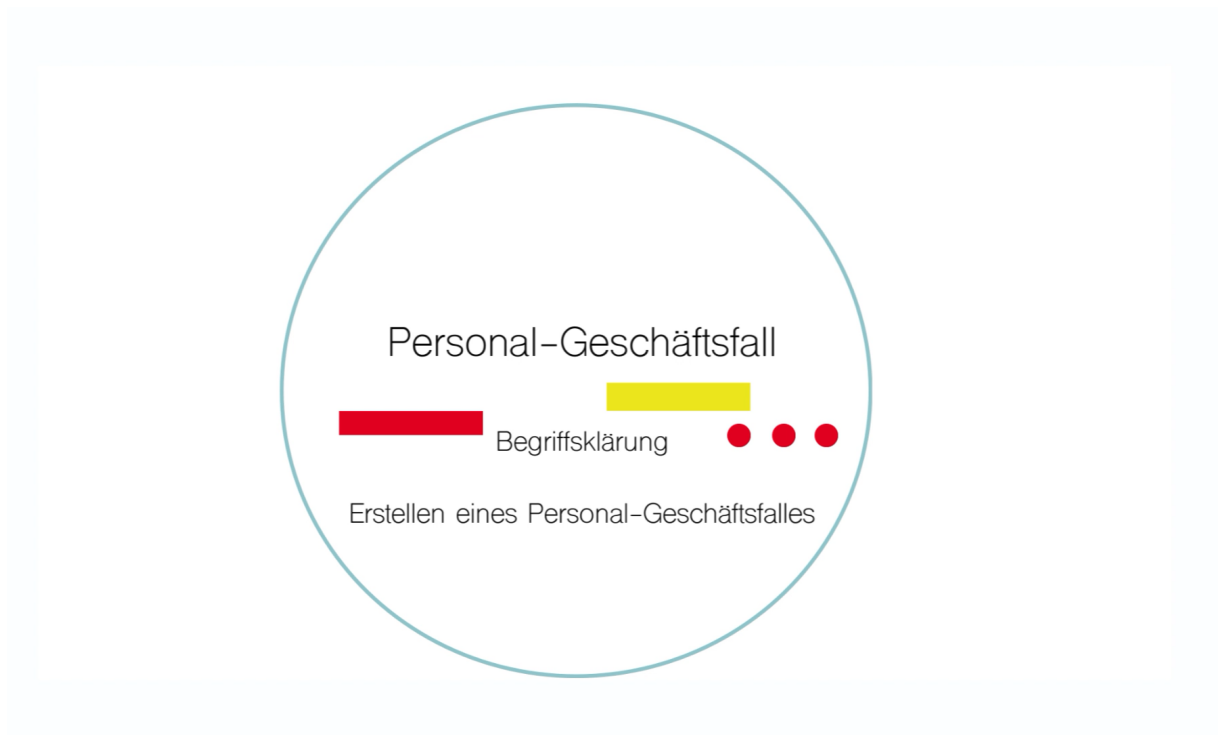 Personal-Geschäftsfall
Begriffsklärung
Erstellen eines Personal-Geschäftsfalles